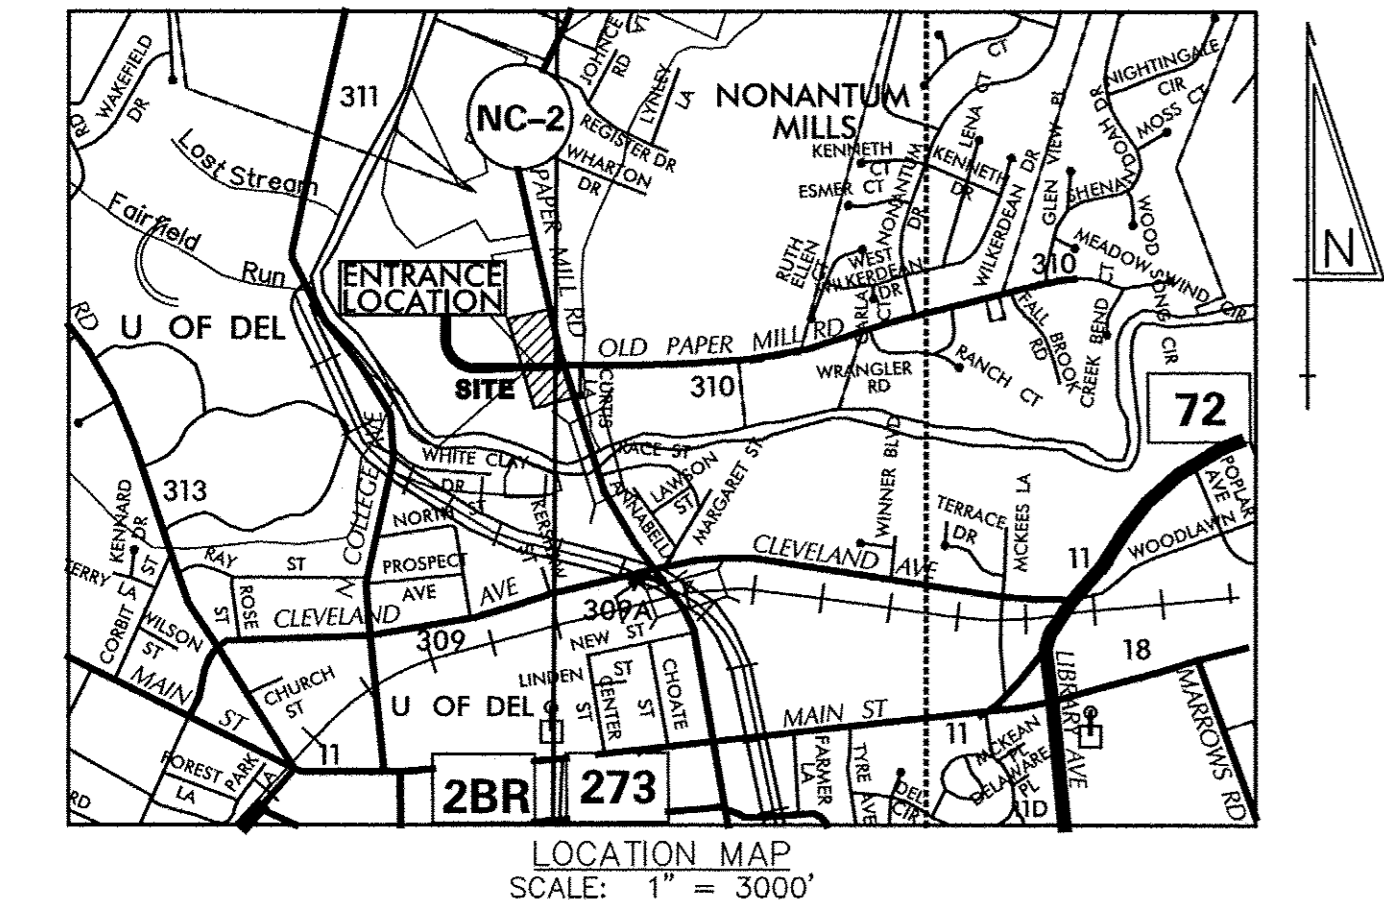 WAKEFIELD
DR
RD
311
NC-2
JOHNCE
RD
LYNLEY
LA
REGISTER DR
WHARTON
DR
NONANTUM
MILLS
KENNETH
CT
ESMER CT
NONANTUM
DR
LENA CT
CT
KENNETH
DR
WILKERDEAN DR
GLEN VIEW PL
NIGHTINGALE
CIR
MOSS CT
SHENANDOAH DR
WOOD SONG CIR
MEADOW WIND CIR
310
CT
Lost Stream
Fairfield
Run
PAPER MILL RD
ENTRANCE
LOCATION
U OF DEL
RD
SITE
OLD PAPER MILL RD
310
RUTH
ELLEN
CT
WEST
WILKERDEAN
DR
CARLA
CT
WRANGLER
RD
RANCH CT
FALL BROOK
RD
CREEK BEND
72
CURTIS
LA
RACE ST
WHITE CLAY
DR
LAWSON
ST
MARGARET ST
ANNABELL
WINNER BLVD
TERRACE
DR
MCKEES LA
POPLAR
AVE
WOODLAWN
313
KENNARD
DR
W COLLEGE AVE
NORTH ST
KERSHAW
ST
RAY ST
PROSPECT
AVE
CLEVELAND AVE
CLEVELAND AVE
11
LA
CORBIT
ST
WILSON
ST
ROSE
ST
309
309A
NEW ST
LINDEN
ST
CENTER
ST
CHOATE
ST
18
MAIN ST
CHURCH
ST
U OF DEL
MAIN ST
11
LIBRARY AVE
MARROWS RD
MCKEAN
PL
DELAWARE
PL
FOREST
LA
PARK
LA
11
2BR
273
FARMER
LA
TYRE
AVE
DEL
CIR
RD
N
LOCATION MAP
SCALE: 1" = 3000'